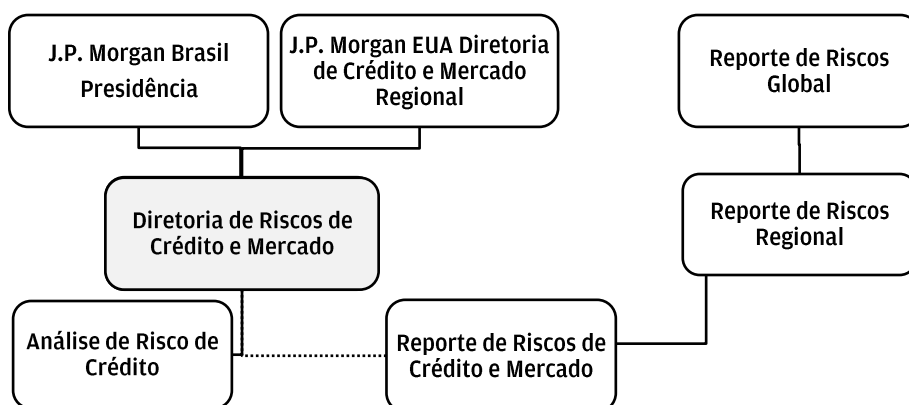 J.P. Morgan Brasil
Presidência
J.P. Morgan EUA Diretoria
de Crédito e Mercado
Regional
Reporte de Riscos
Global
Diretoria de Riscos de
Crédito e Mercado
Reporte de Riscos
Regional
Análise de Risco de
Crédito
Reporte de Riscos de
Crédito e Mercado